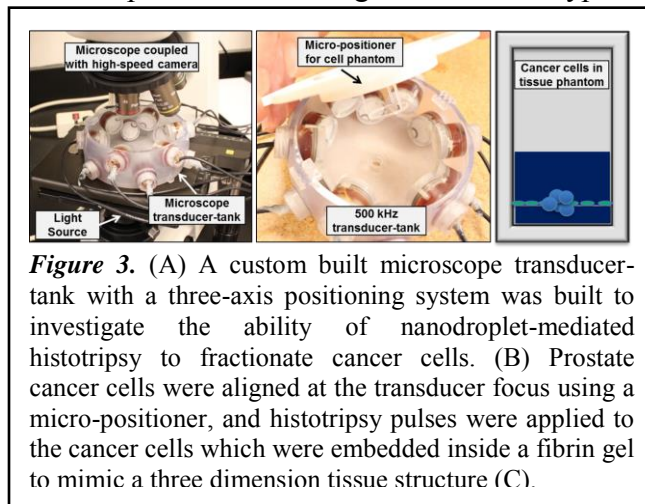 Microscope coupled
with high-speed camera
Light
Source
Microscope
transducer-tank
Micro-positioner
for cell phantom
500 kHz
transducer-tank
Cancer cells in
tissue phantom
Figure 3. (A) A custom built microscope transducer-
tank with a three-axis positioning system was built to
investigate the ability of nanodroplet-mediated
histotripsy to fractionate cancer cells. (B) Prostate
cancer cells were aligned at the transducer focus using a
micro-positioner, and histotripsy pulses were applied to
the cancer cells which were embedded inside a fibrin gel
to mimic a three dimension tissue structure (C).